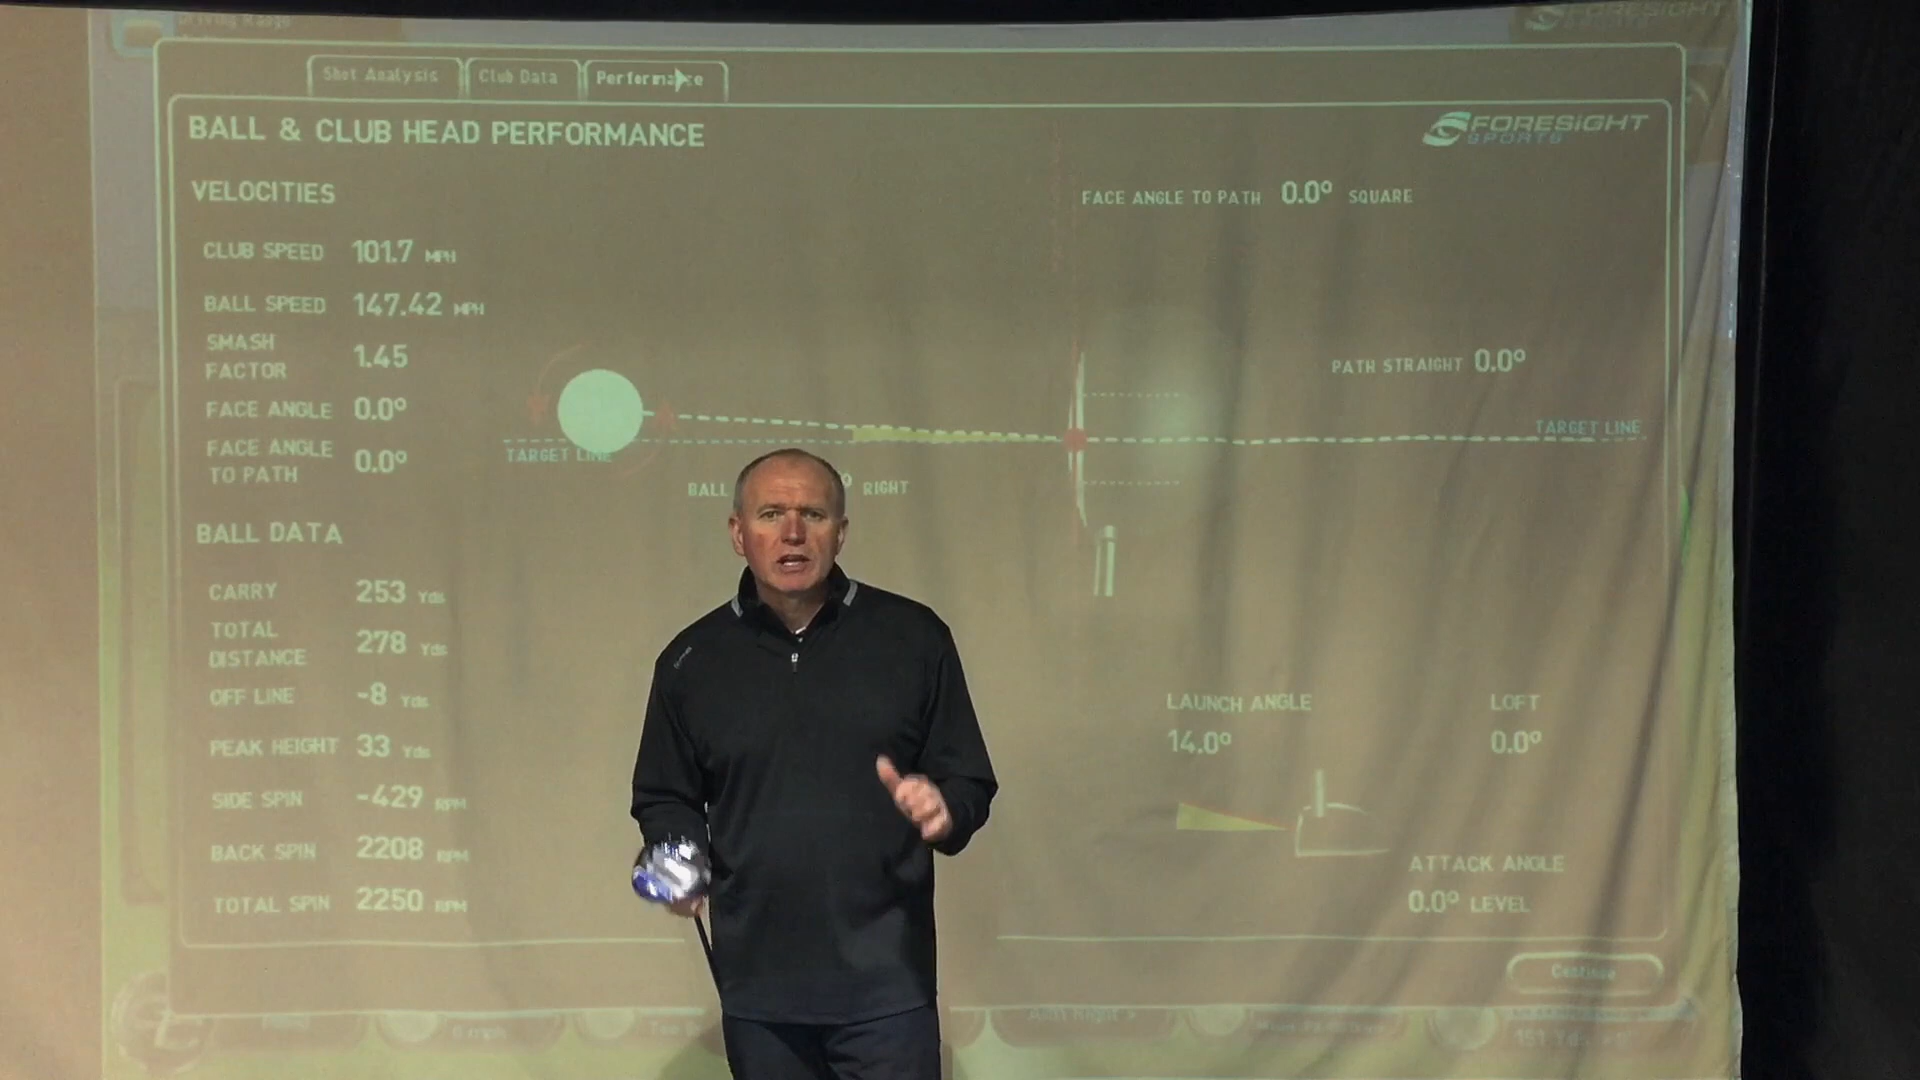 Driving Range
FORESIGHT
Shot Analysis
Club Data
Performance
BALL & CLUB HEAD PERFORMANCE
FORESIGHT
SPORTS
VELOCITIES
FACE ANGLE TO PATH 0.0° SQUARE
CLUB SPEED 101.7 MPH
BALL SPEED 147.42 MPH
SMASH
FACTOR 1.45
PATH STRAIGHT 0.0°
FACE ANGLE 0.0°
TARGET LINE
FACE ANGLE
TO PATH 0.0°
TARGET LINE
BALL ° RIGHT
BALL DATA
CARRY 253 Yds
TOTAL
DISTANCE 278 Yds
OFF LINE -8 Yds
LAUNCH ANGLE
14.0°
LOFT
0.0°
PEAK HEIGHT 33 Yds
SIDE SPIN -429 RPM
BACK SPIN 2208 RPM
TOTAL SPIN 2250 RPM
ATTACK ANGLE
0.0° LEVEL
Continue